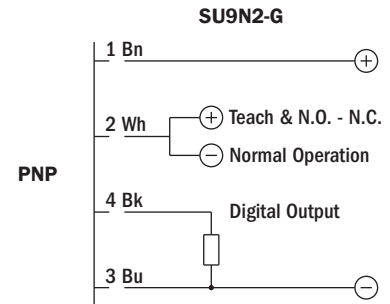 SU9N2-G
1 Bn
+
2 Wh
+ Teach & N.O. - N.C.
− Normal Operation
PNP
4 Bk
Digital Output
3 Bu
−